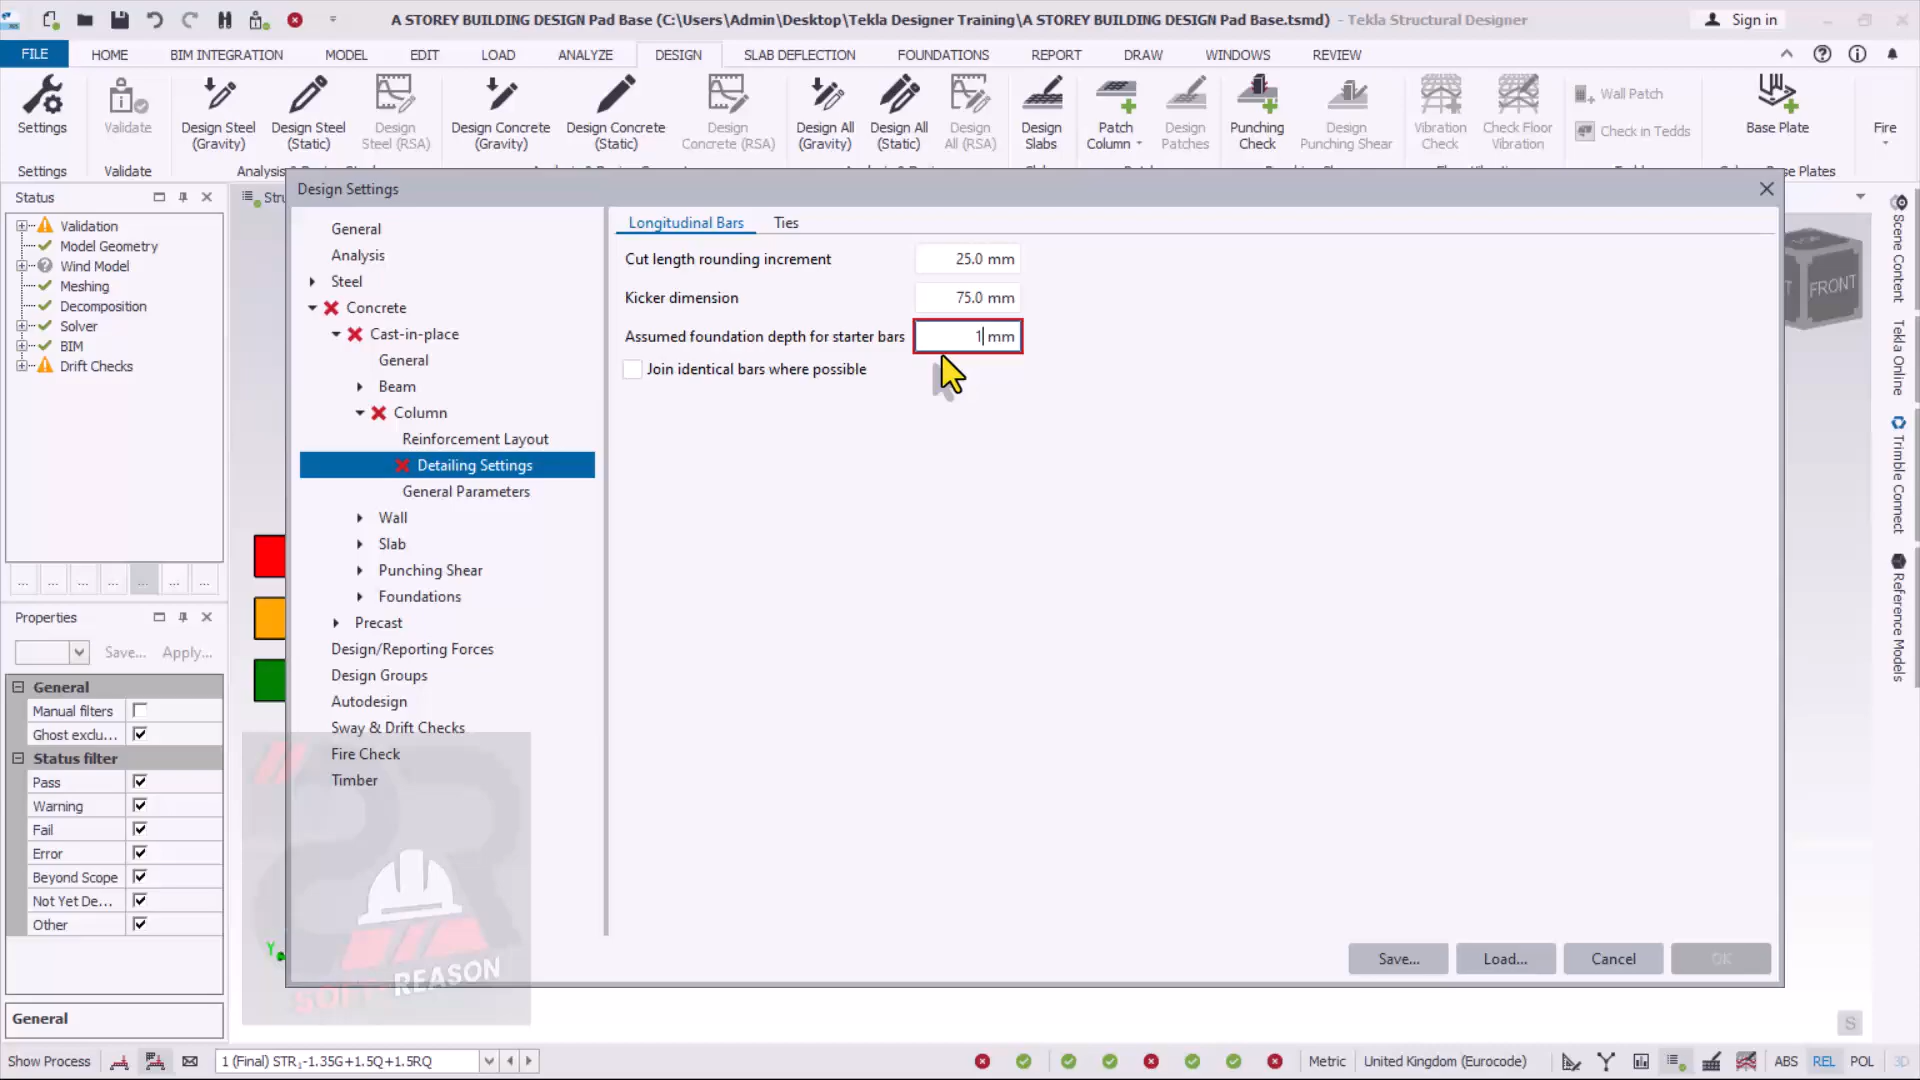 A STOREY BUILDING DESIGN Pad Base (C:\Users\Admin\Desktop\Tekla Designer Training\A STOREY BUILDING DESIGN Pad Base.tsmd) - Tekla Structural Designer
Sign in
FILE HOME BIM INTEGRATION MODEL EDIT LOAD ANALYZE DESIGN SLAB DEFLECTION FOUNDATIONS REPORT DRAW WINDOWS REVIEW
Settings
Validate
Design Steel (Gravity)
Design Steel (Static)
Design Steel (RSA)
Design Concrete (Gravity)
Design Concrete (Static)
Design Concrete (RSA)
Design All (Gravity)
Design All (Static)
Design All (RSA)
Design Slabs
Patch Column
Design Patches
Punching Check
Design Punching Shear
Vibration Check
Check Floor Vibration
Wall Patch
Check in Tedds
Base Plate
Fire
Settings
Validate
Status
Validation
Model Geometry
Wind Model
Meshing
Decomposition
Solver
BIM
Drift Checks
... ... ... ... ... ... ...
Properties
Save... Apply...
General
Manual filters
Ghost exclu...
Status filter
Pass
Warning
Fail
Error
Beyond Scope
Not Yet De...
Other
General
Design Settings
General
Analysis
Steel
Concrete
Cast-in-place
General
Beam
Column
Reinforcement Layout
Detailing Settings
General Parameters
Wall
Slab
Punching Shear
Foundations
Precast
Design/Reporting Forces
Design Groups
Autodesign
Sway & Drift Checks
Fire Check
Timber
Longitudinal Bars Ties
Cut length rounding increment 25.0 mm
Kicker dimension 75.0 mm
Assumed foundation depth for starter bars 1 mm
Join identical bars where possible
Save... Load... Cancel OK
FRONT
Scene Content
Tekla Online
Trimble Connect
Reference Models
SOFT-REASON
Y
S
Show Process
1 (Final) STR₁-1.35G+1.5Q+1.5RQ
Metric United Kingdom (Eurocode)
ABS REL POL 3D